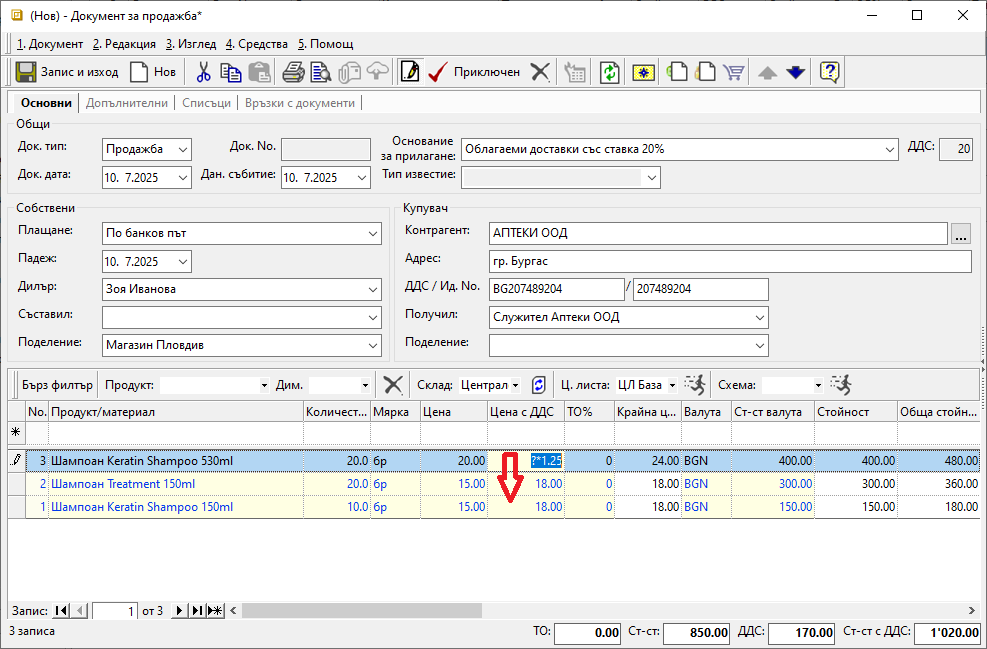 (Нов) - Документ за продажба*
1. Документ 2. Редакция 3. Изглед 4. Средства 5. Помощ
Запис и изход Нов Приключен
Основни Допълнителни Списъци Връзки с документи
Общи
Док. тип: Продажба Док. No. Основание за прилагане: Облагаеми доставки със ставка 20% ДДС: 20
Док. дата: 10. 7.2025 Дан. събитие: 10. 7.2025 Тип известие:
Собствени Купувач
Плащане: По банков път Контрагент: АПТЕКИ ООД ...
Падеж: 10. 7.2025 Адрес: гр. Бургас
Дилър: Зоя Иванова ДДС / Ид. No. BG207489204 / 207489204
Съставил: Получил: Служител Аптеки ООД
Поделение: Магазин Пловдив Поделение:
Бърз филтър Продукт: Дим. Склад: Централ Ц. листа: ЦЛ База Схема:
No. Продукт/материал Количест... Мярка Цена Цена с ДДС ТО% Крайна ц... Валута Ст-ст валута Стойност Обща стойн...
3 Шампоан Keratin Shampoo 530ml 20.0 бр 20.00 ?*1.25 0 24.00 BGN 400.00 400.00 480.00
2 Шампоан Treatment 150ml 20.0 бр 15.00 18.00 0 18.00 BGN 300.00 300.00 360.00
1 Шампоан Keratin Shampoo 150ml 10.0 бр 15.00 18.00 0 18.00 BGN 150.00 150.00 180.00
Запис: 1 от 3
3 записа ТО: 0.00 Ст-ст: 850.00 ДДС: 170.00 Ст-ст с ДДС: 1'020.00